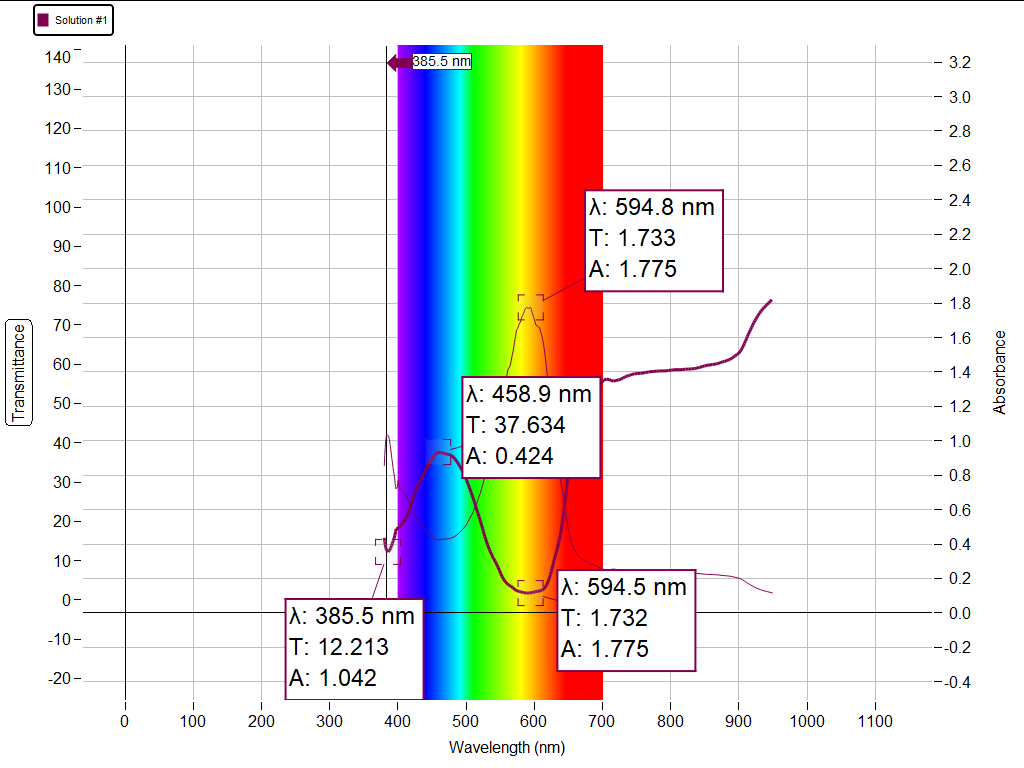 Solution #1
385.5 nm
140
130
120
110
100
90
80
70
60
50
40
30
20
10
0
-10
-20
Transmittance
3.2
3.0
2.8
2.6
2.4
2.2
2.0
1.8
1.6
1.4
1.2
1.0
0.8
0.6
0.4
0.2
0.0
-0.2
-0.4
Absorbance
λ: 594.8 nm
T: 1.733
A: 1.775
λ: 458.9 nm
T: 37.634
A: 0.424
λ: 594.5 nm
T: 1.732
A: 1.775
λ: 385.5 nm
T: 12.213
A: 1.042
0 100 200 300 400 500 600 700 800 900 1000 1100
Wavelength (nm)